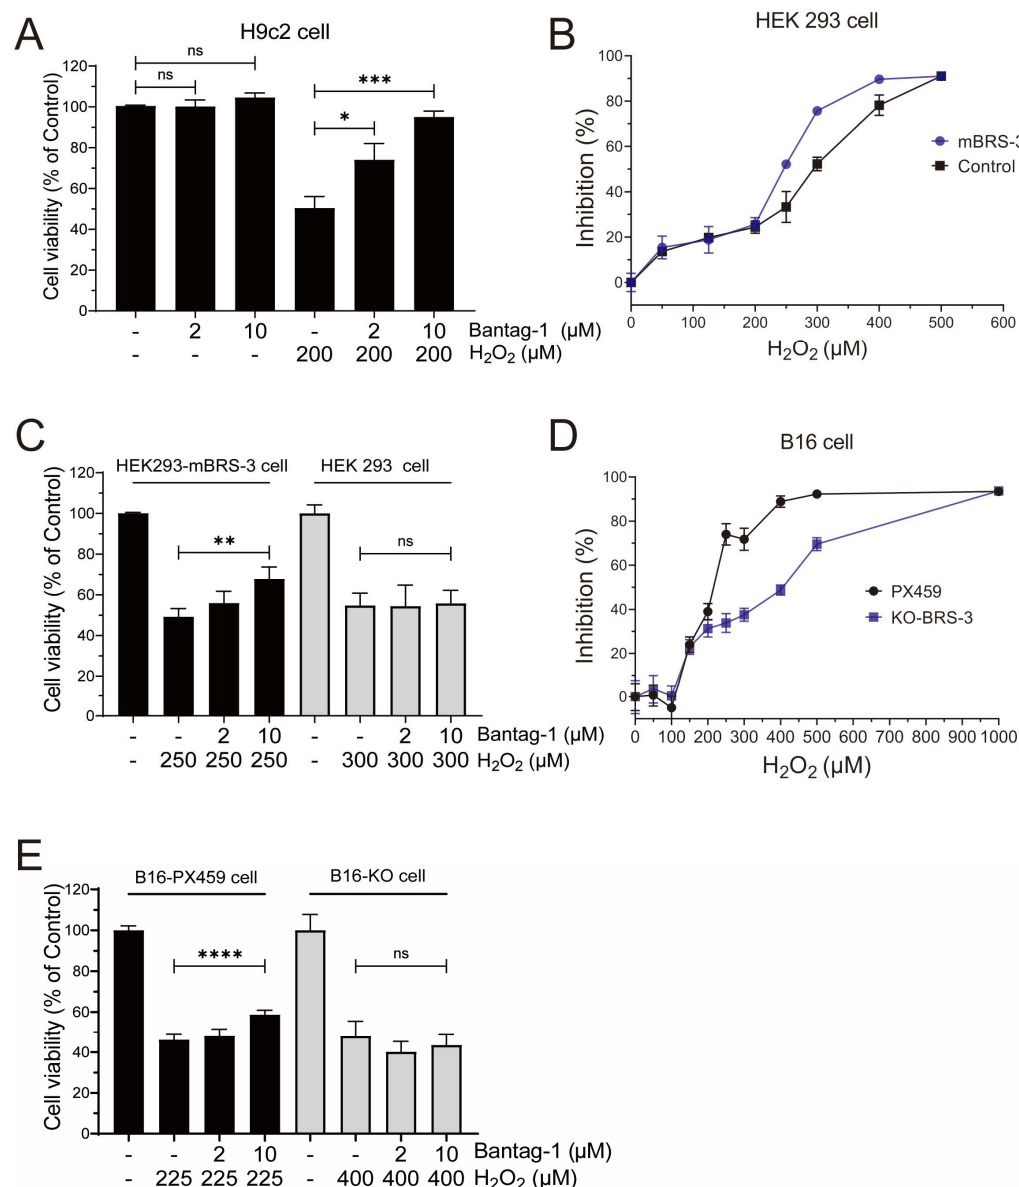 A
H9c2 cell
ns
ns
***
*
Cell viability (% of Control)
120
100
80
60
40
20
0
- 2 10 - 2 10 Bantag-1 (μM)
- - - 200 200 200 H₂O₂ (μM)
B
HEK 293 cell
Inhibition (%)
100
80
60
40
20
0
mBRS-3
Control
0 100 200 300 400 500 600
H₂O₂ (μM)
C
HEK293-mBRS-3 cell HEK 293 cell
**
ns
Cell viability (% of Control)
120
100
80
60
40
20
0
- - 2 10 - - 2 10 Bantag-1 (μM)
- 250 250 250 - 300 300 300 H₂O₂ (μM)
D
B16 cell
Inhibition (%)
100
80
60
40
20
0
PX459
KO-BRS-3
0 100 200 300 400 500 600 700 800 900 1000
H₂O₂ (μM)
E
B16-PX459 cell B16-KO cell
****
ns
Cell viability (% of Control)
120
100
80
60
40
20
0
- - 2 10 - - 2 10 Bantag-1 (μM)
- 225 225 225 - 400 400 400 H₂O₂ (μM)